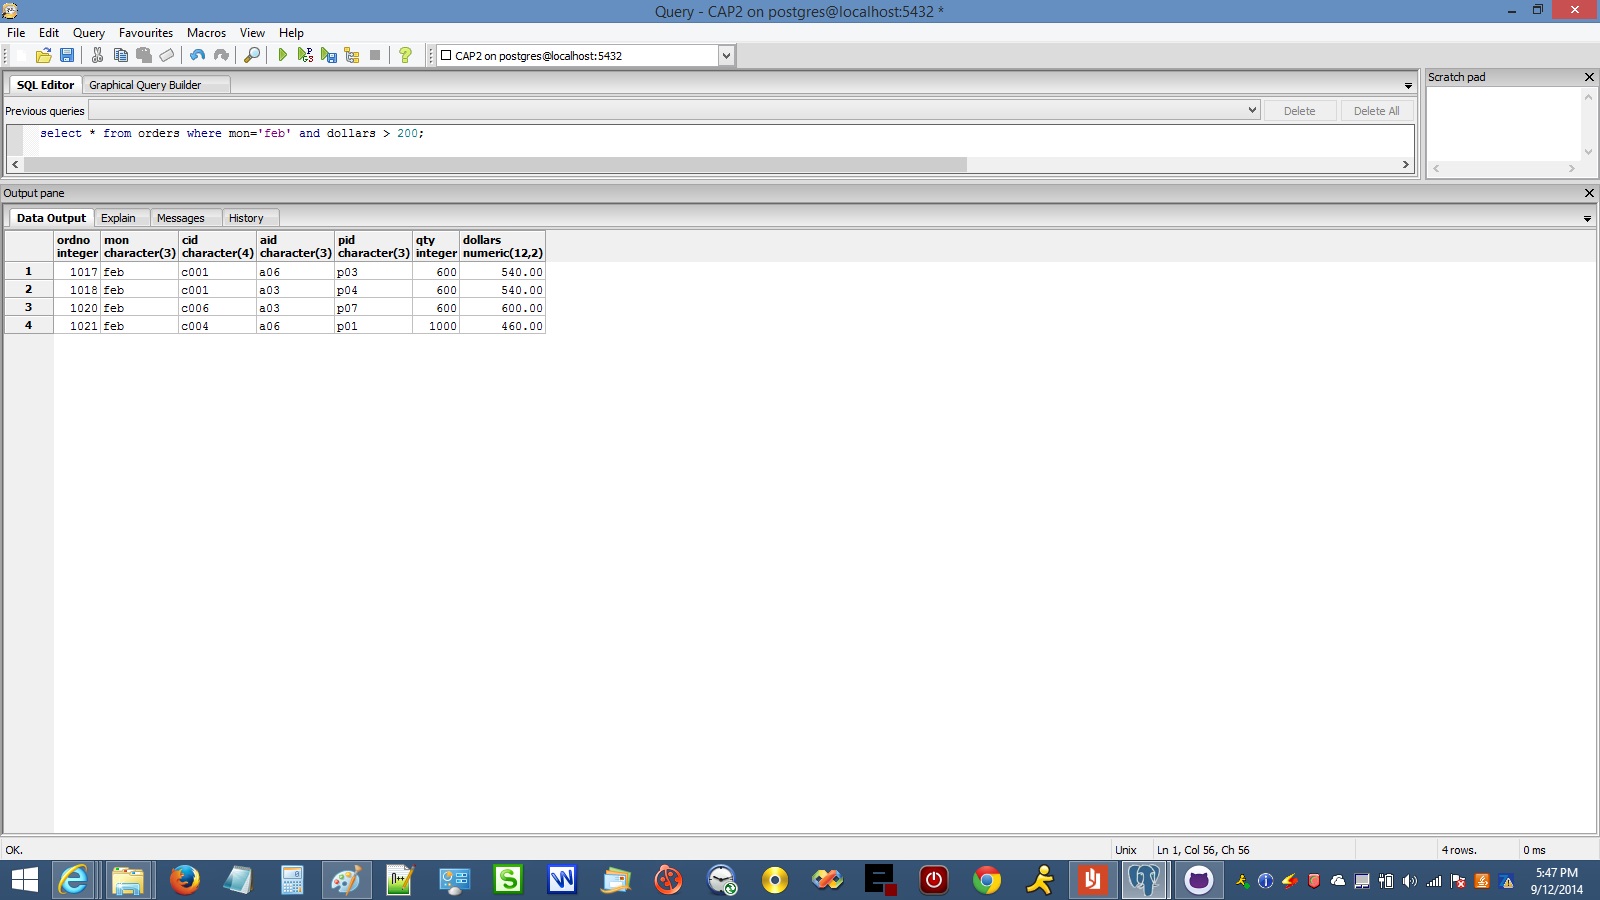 Query - CAP2 on postgres@localhost:5432 *
File Edit Query Favourites Macros View Help
CAP2 on postgres@localhost:5432
SQL Editor Graphical Query Builder
Scratch pad
Previous queries Delete Delete All
select * from orders where mon='feb' and dollars > 200;
Output pane
Data Output Explain Messages History
ordno mon cid aid pid qty dollars
integer character(3) character(4) character(3) character(3) integer numeric(12,2)
1 1017 feb c001 a06 p03 600 540.00
2 1018 feb c001 a03 p04 600 540.00
3 1020 feb c006 a03 p07 600 600.00
4 1021 feb c004 a06 p01 1000 460.00
OK. Unix Ln 1, Col 56, Ch 56 4 rows. 0 ms
5:47 PM
9/12/2014